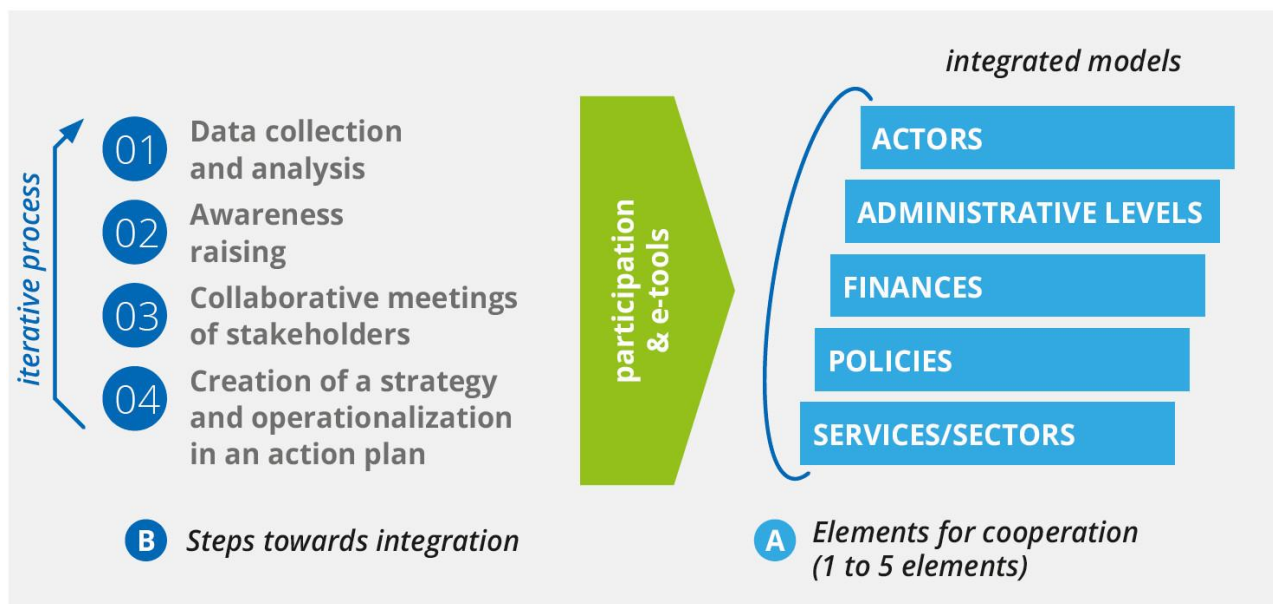 iterative process
01
Data collection
and analysis
02
Awareness
raising
03
Collaborative meetings
of stakeholders
04
Creation of a strategy
and operationalization
in an action plan
B
Steps towards integration
participation
& e-tools
integrated models
ACTORS
ADMINISTRATIVE LEVELS
FINANCES
POLICIES
SERVICES/SECTORS
A
Elements for cooperation
(1 to 5 elements)